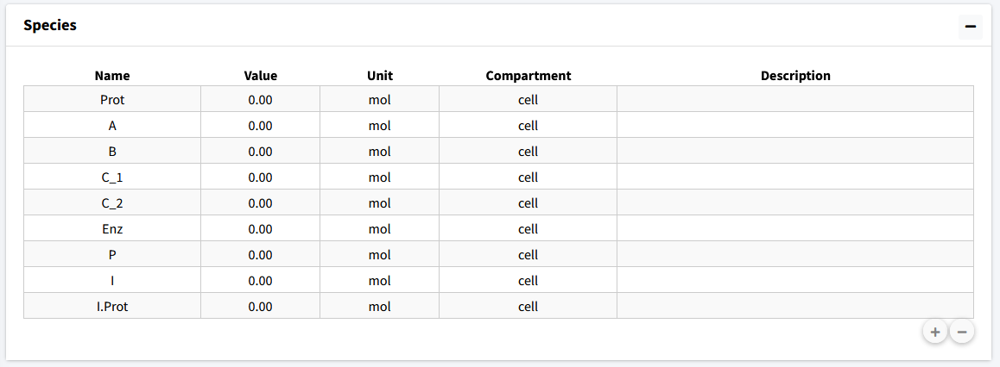 Species
Name Value Unit Compartment Description
Prot 0.00 mol cell
A 0.00 mol cell
B 0.00 mol cell
C_1 0.00 mol cell
C_2 0.00 mol cell
Enz 0.00 mol cell
P 0.00 mol cell
I 0.00 mol cell
I.Prot 0.00 mol cell